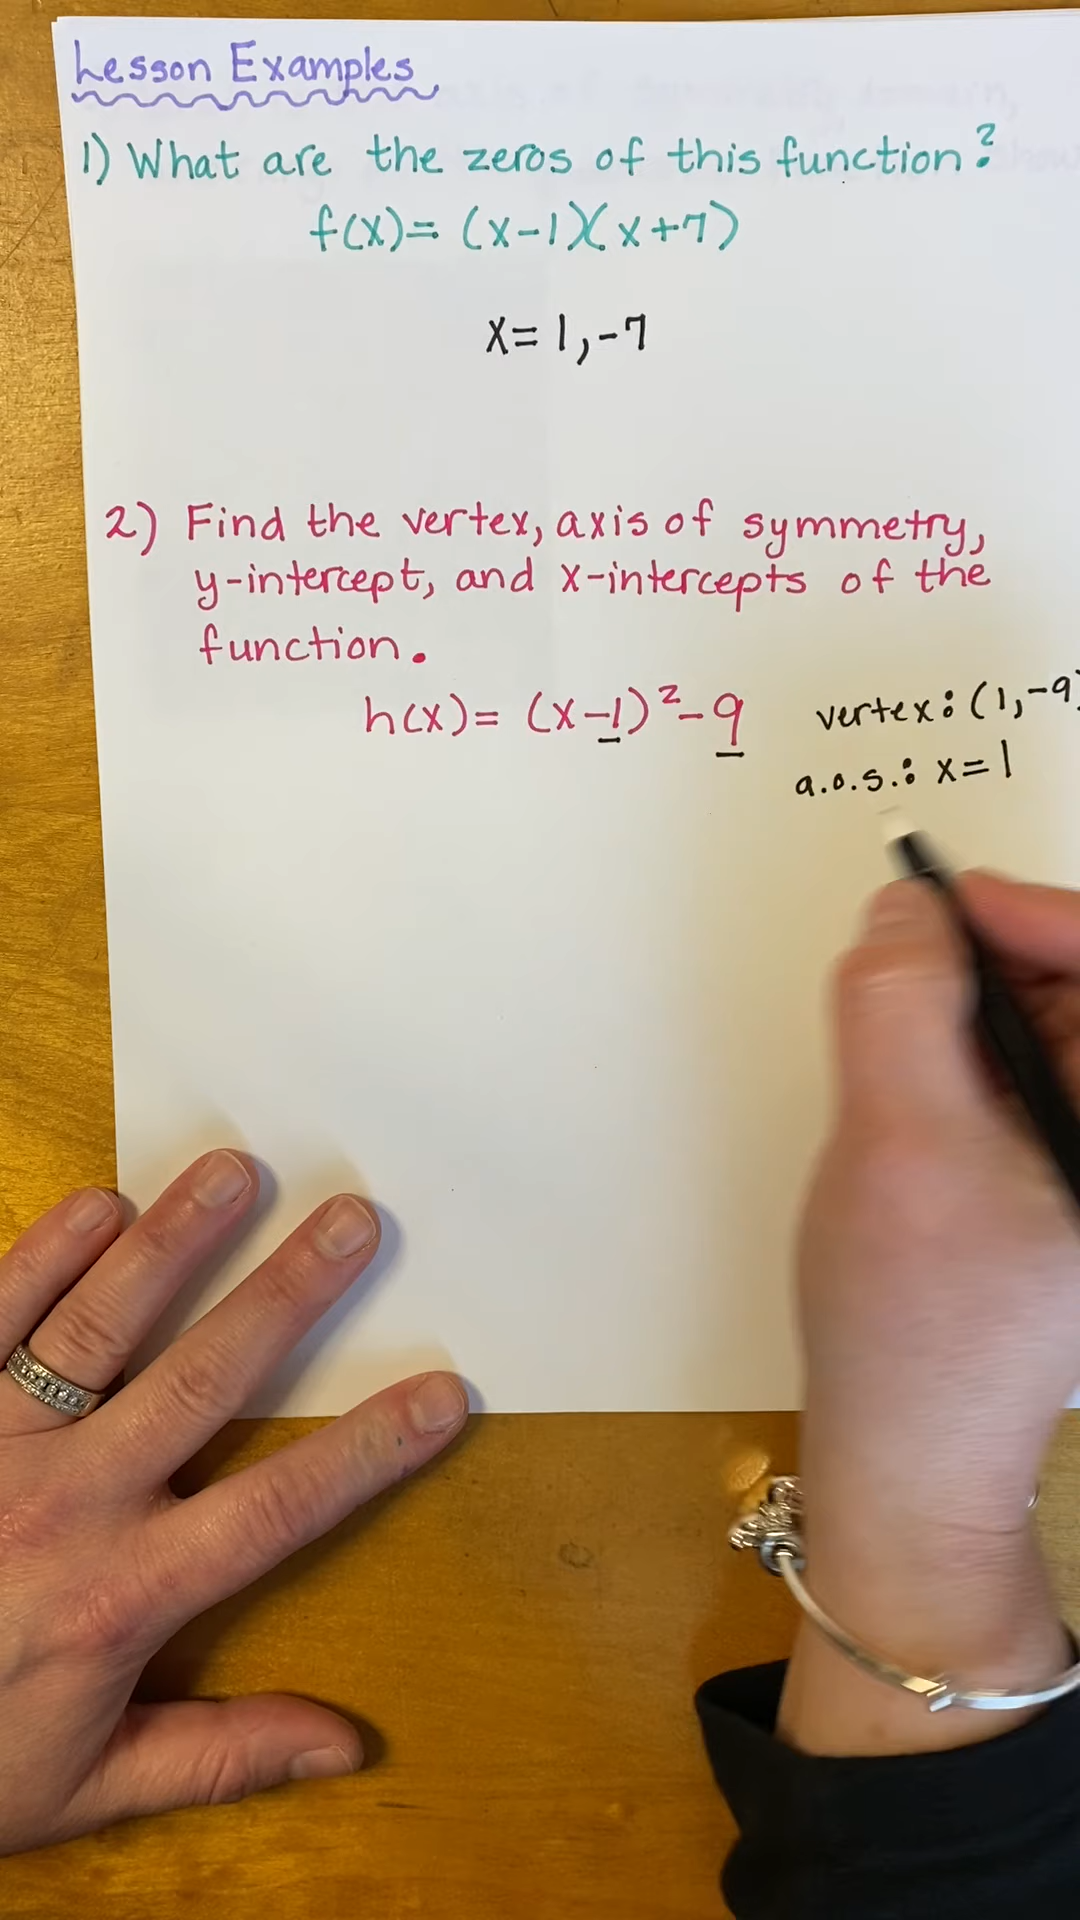 Lesson Examples
1) What are the zeros of this function?
f(x)= (x-1)(x+7)
x= 1,-7
2) Find the vertex, axis of symmetry,
y-intercept, and x-intercepts of the
function.
h(x)= (x-1)²-9
vertex: (1,-9)
a.o.s.: x=1